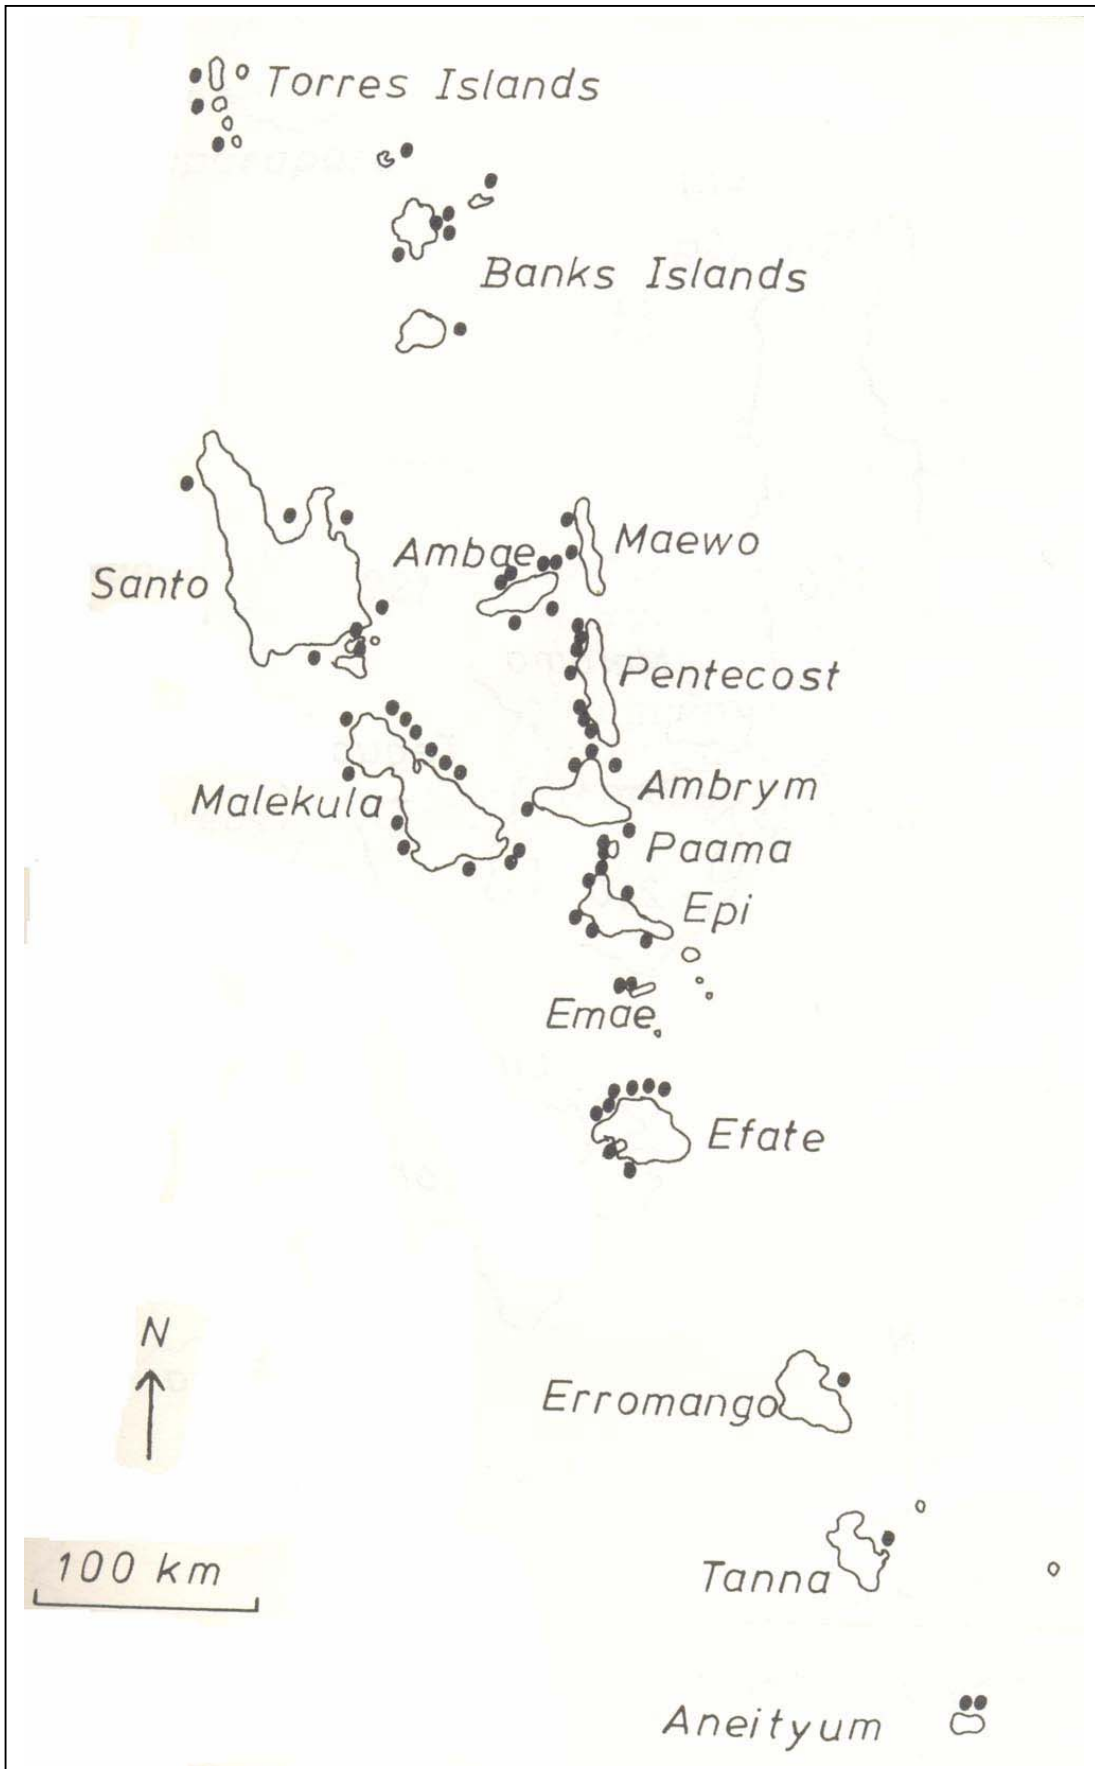 Torres Islands
Banks Islands
Maewo
Ambae
Santo
Pentecost
Ambrym
Malekula
Paama
Epi
Emae
Efate
N
Erromango
100 km
Tanna
Aneityum